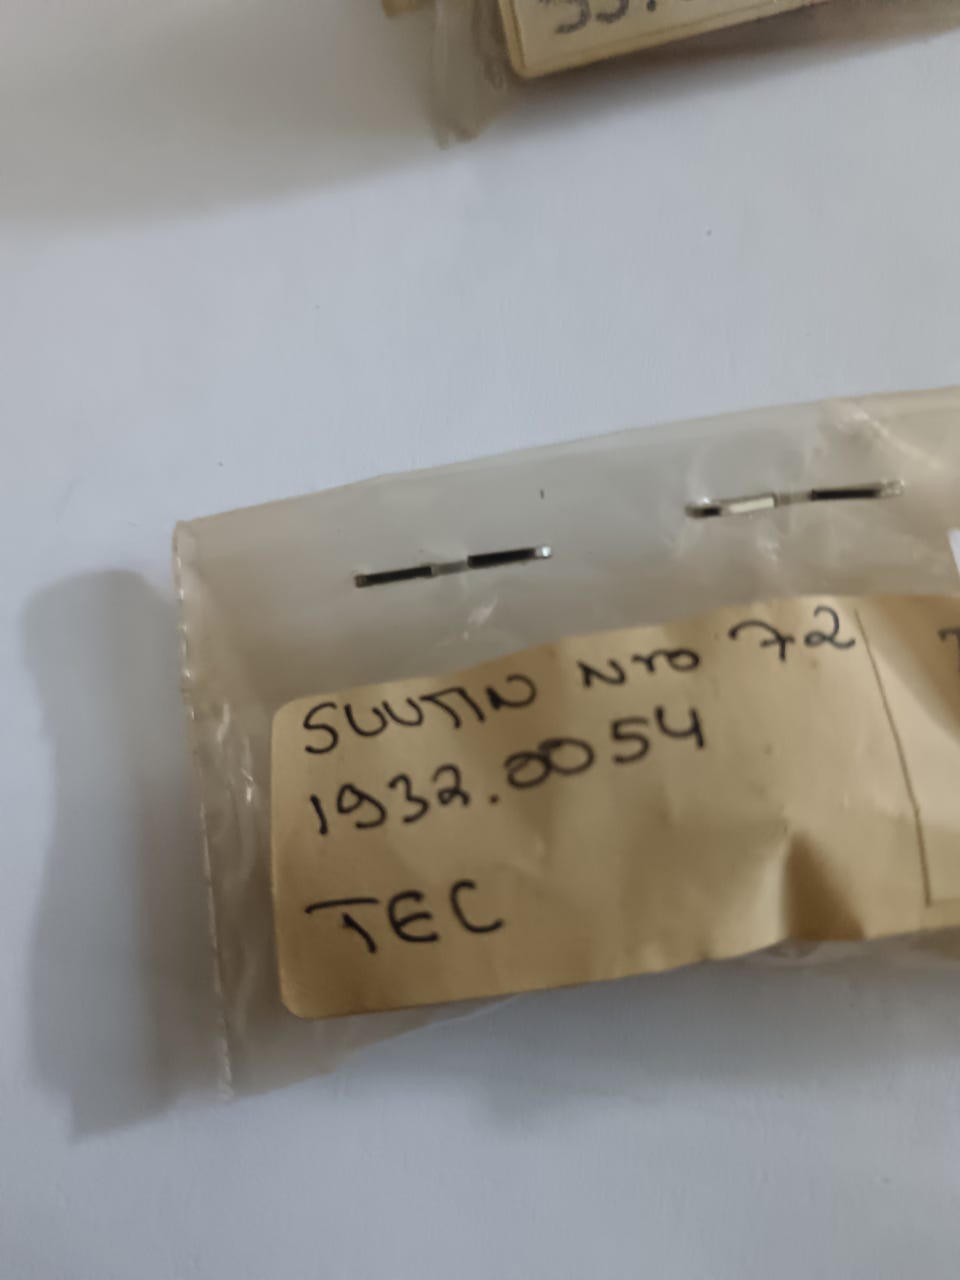 SUUTIN Nro 72
1932.0054
TEC